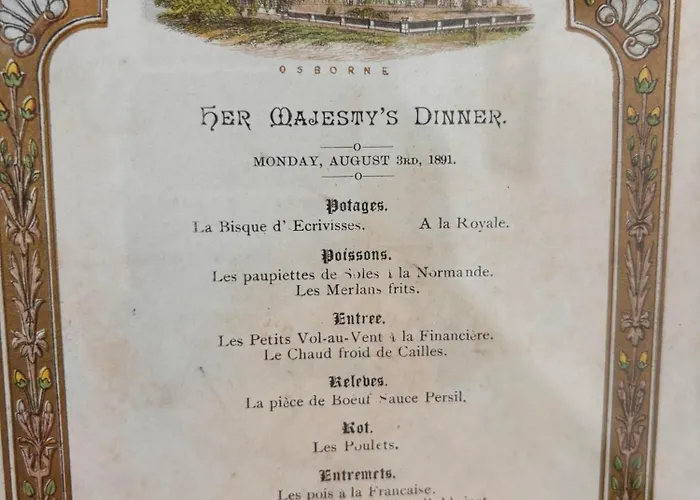 OSBORNE
HER MAJESTY'S DINNER.
MONDAY, AUGUST 3RD, 1891.
Potages.
La Bisque d' Ecrivisses. A la Royale.
Poissons.
Les paupiettes de Soles à la Normande.
Les Merlans frits.
Entree.
Les Petits Vol-au-Vent à la Financière.
Le Chaud froid de Cailles.
Releves.
La pièce de Boeuf Sauce Persil.
Rot.
Les Poulets.
Entremets.
Les pois a la Francaise.